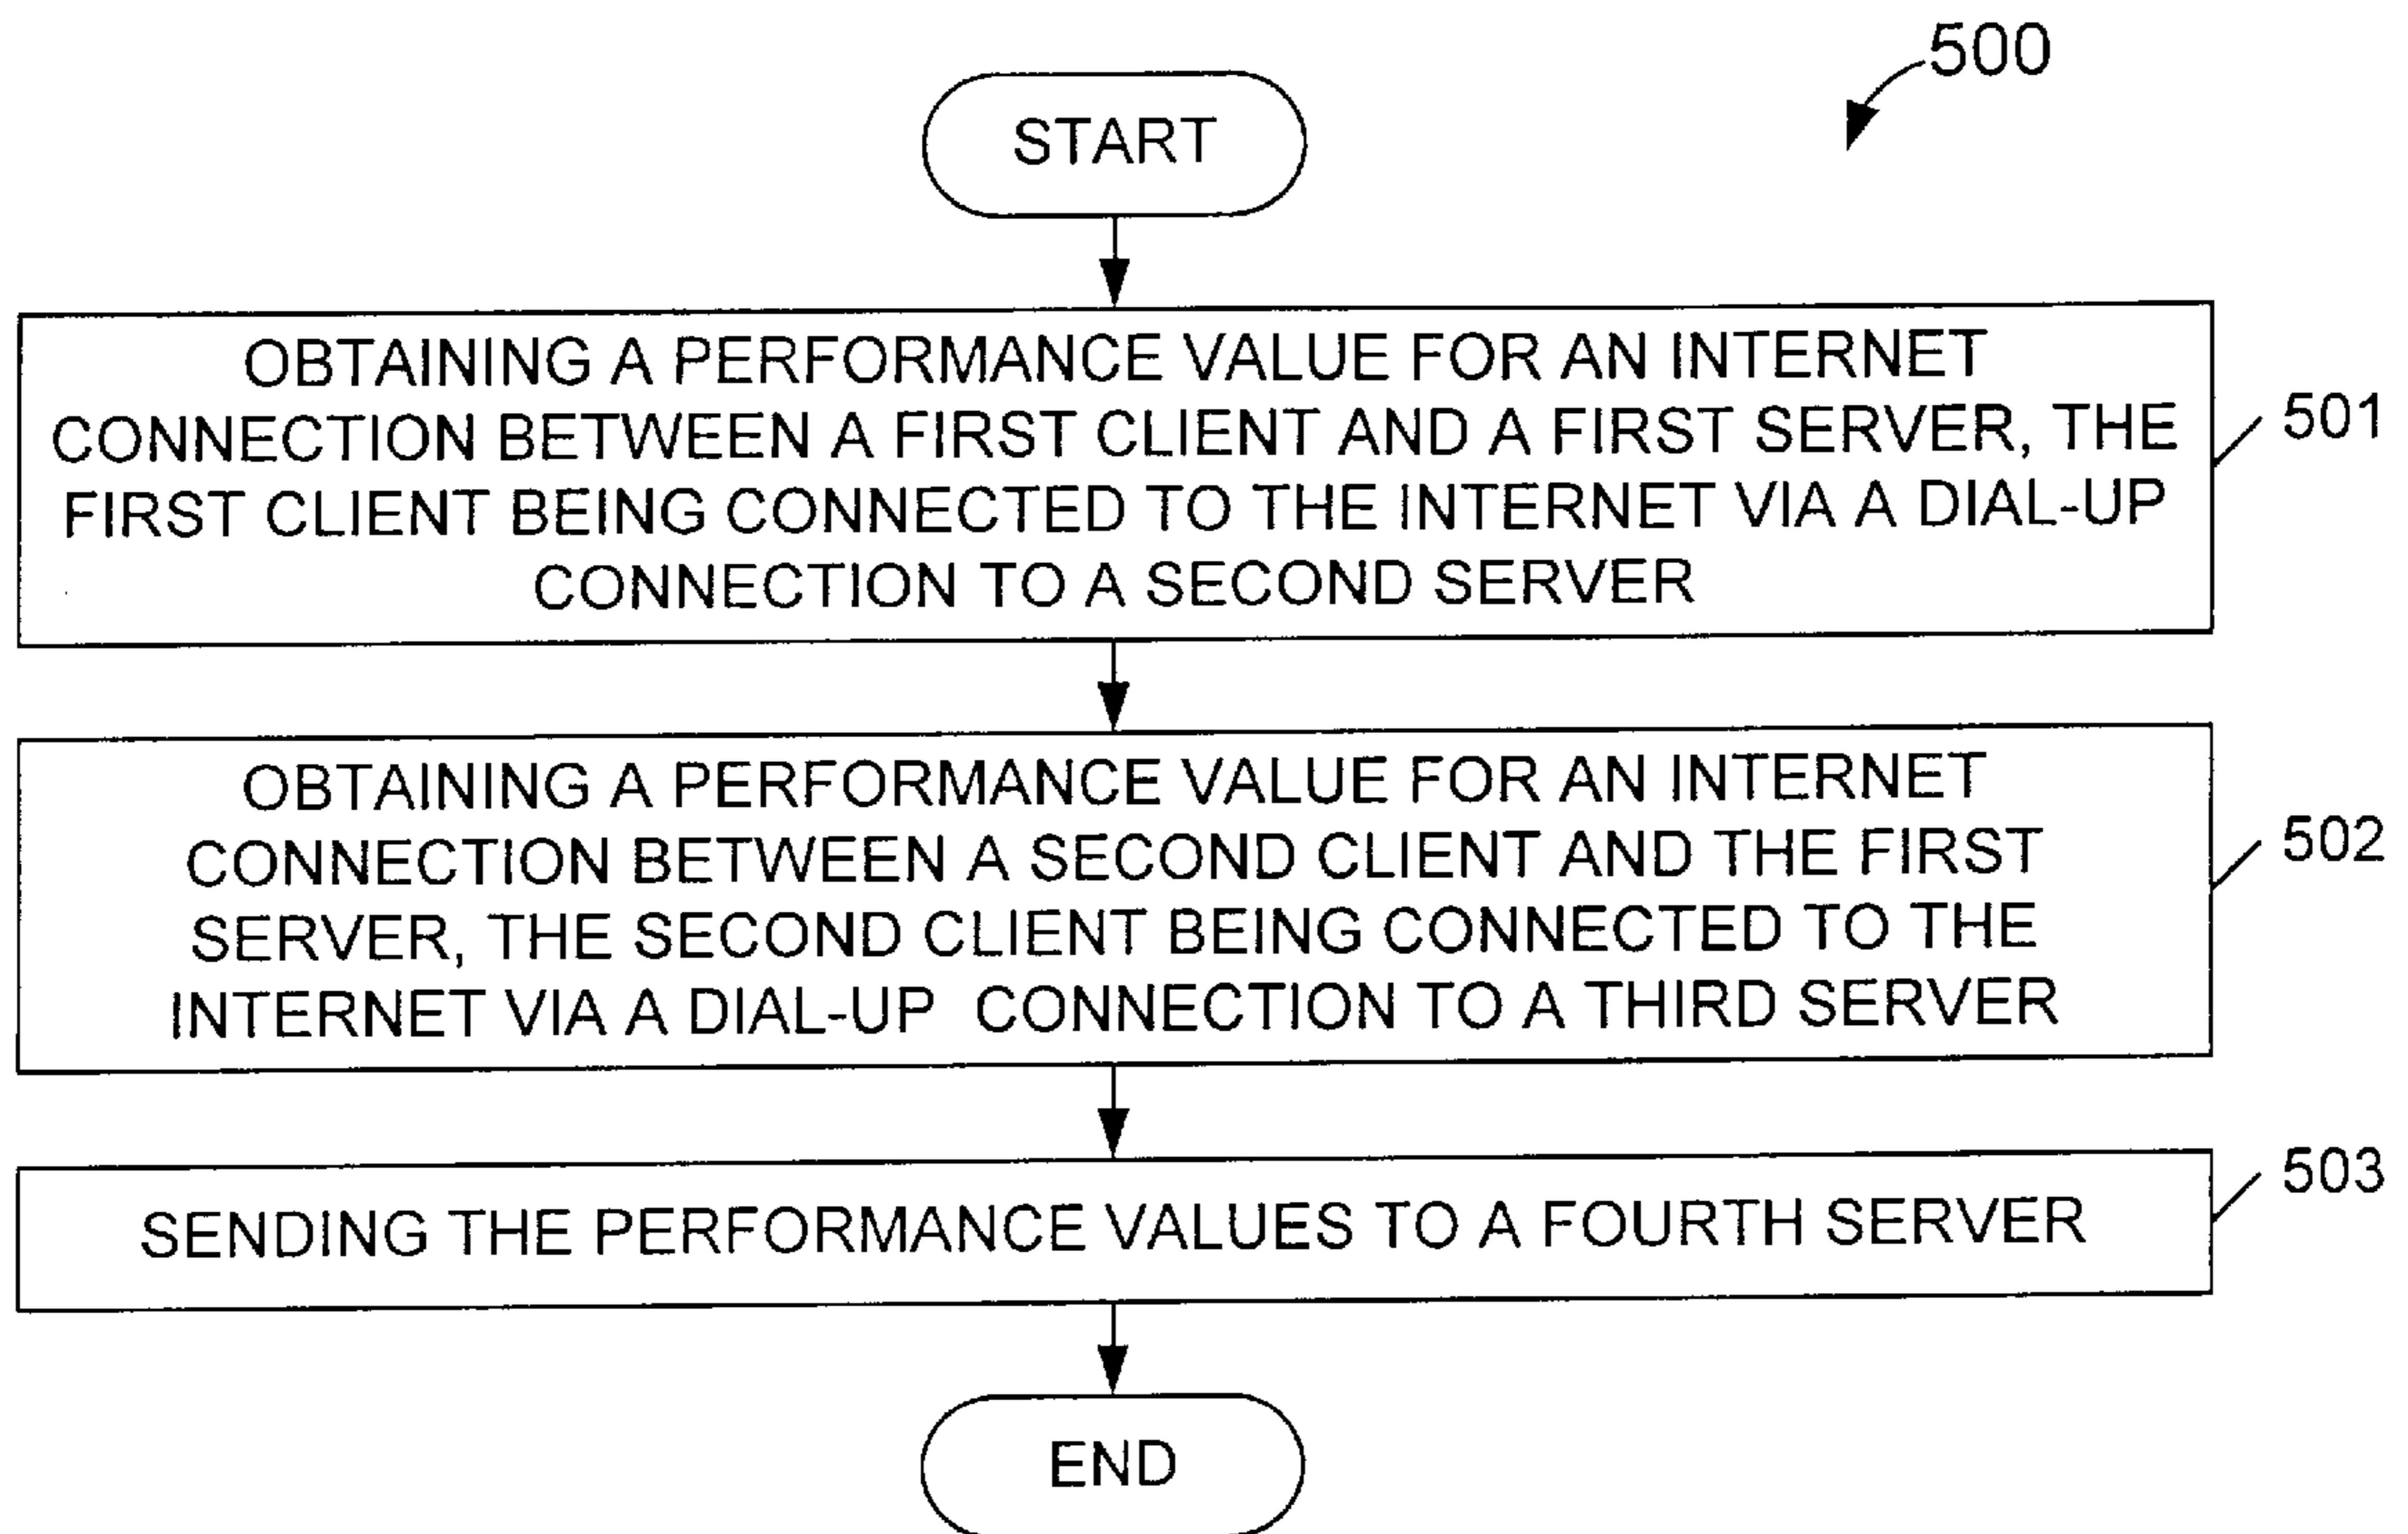 500
START
OBTAINING A PERFORMANCE VALUE FOR AN INTERNET
CONNECTION BETWEEN A FIRST CLIENT AND A FIRST SERVER, THE
FIRST CLIENT BEING CONNECTED TO THE INTERNET VIA A DIAL-UP
CONNECTION TO A SECOND SERVER
501
OBTAINING A PERFORMANCE VALUE FOR AN INTERNET
CONNECTION BETWEEN A SECOND CLIENT AND THE FIRST
SERVER, THE SECOND CLIENT BEING CONNECTED TO THE
INTERNET VIA A DIAL-UP CONNECTION TO A THIRD SERVER
502
SENDING THE PERFORMANCE VALUES TO A FOURTH SERVER
503
END